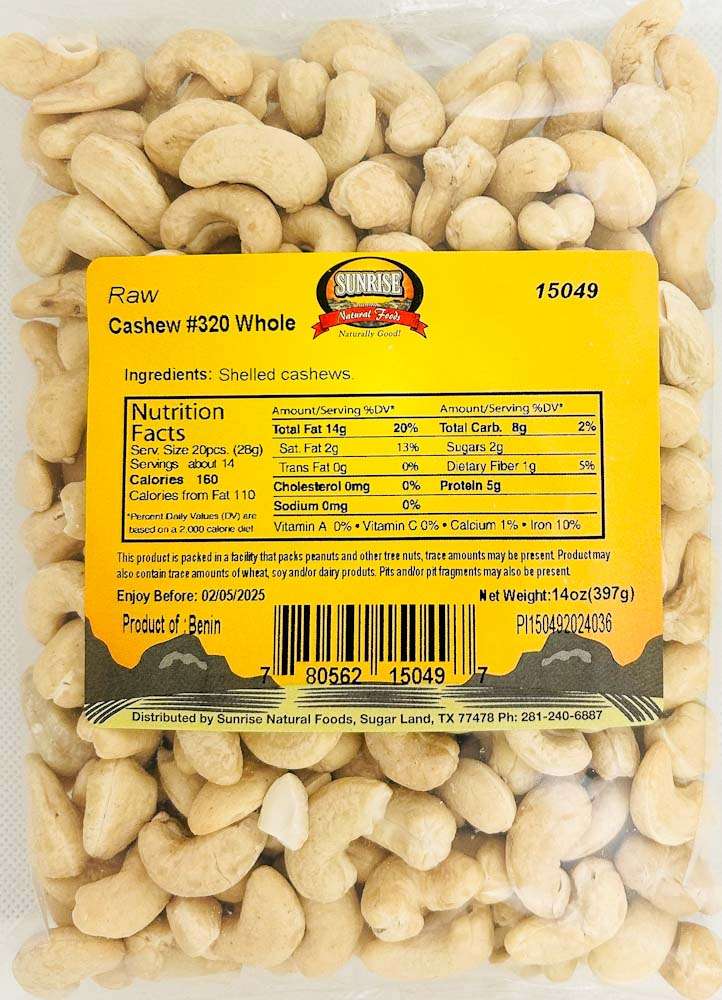 Raw
SUNRISE
Natural Foods
Naturally Good!
15049
Cashew #320 Whole
Ingredients: Shelled cashews.
Nutrition
Facts
Serv. Size 20pcs. (28g)
Servings about 14
Calories 160
Calories from Fat 110
*Percent Daily Values (DV) are
based on a 2,000 calorie diet
Amount/Serving %DV*
Total Fat 14g 20%
Sat. Fat 2g 13%
Trans Fat 0g 0%
Cholesterol 0mg 0%
Sodium 0mg 0%
Amount/Serving %DV*
Total Carb. 8g 2%
Sugars 2g
Dietary Fiber 1g 5%
Protein 5g
Vitamin A 0% • Vitamin C 0% • Calcium 1% • Iron 10%
This product is packed in a facility that packs peanuts and other tree nuts, trace amounts may be present. Product may
also contain trace amounts of wheat, soy and/or dairy produts. Pits and/or pit fragments may also be present.
Enjoy Before: 02/05/2025
Net Weight:14oz(397g)
Product of :Benin
PI150492024036
7 80562 15049 7
Distributed by Sunrise Natural Foods, Sugar Land, TX 77478 Ph: 281-240-6887